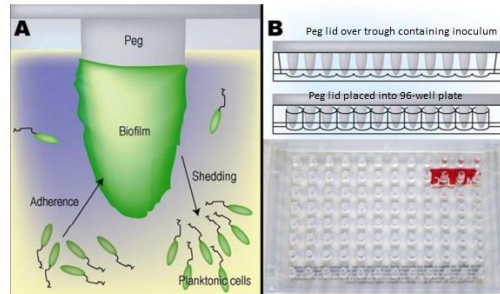 A
Peg
Biofilm
Adherence
Shedding
Planktonic cells
B
Peg lid over trough containing inoculum
Peg lid placed into 96-well plate